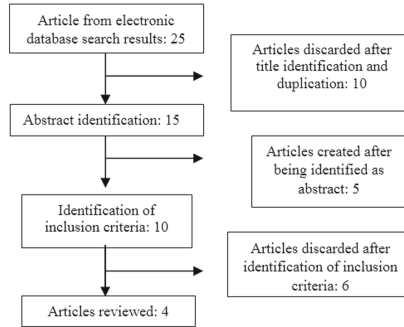 Article from electronic
database search results: 25
Articles discarded after
title identification and
duplication: 10
Abstract identification: 15
Articles created after
being identified as
abstract: 5
Identification of
inclusion criteria: 10
Articles discarded after
identification of inclusion
criteria: 6
Articles reviewed: 4